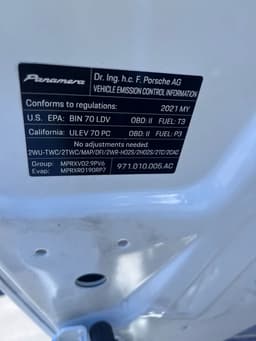 Panamera
Dr. Ing. h.c. F. Porsche AG
VEHICLE EMISSION CONTROL INFORMATION
Conforms to regulations: 2021 MY
U.S. EPA: BIN 70 LDV OBD: II FUEL: T3
California: ULEV 70 PC OBD: II FUEL: P3
No adjustments needed.
2WU-TWC/2TWC/MAP/DFI/2WR-HO2S/2HO2S/2TC/2CAC
Group: MPRXV02.9PV6
Evap: MPRXR0190RP7
971.010.005.AC